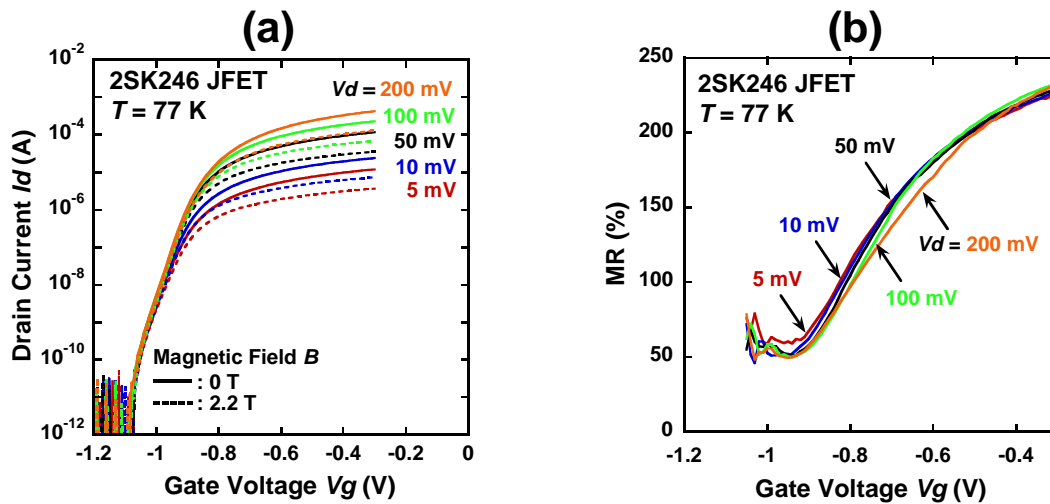 (a)
2SK246 JFET
T = 77 K
Vd = 200 mV
100 mV
50 mV
10 mV
5 mV
Magnetic Field B
: 0 T
: 2.2 T
Drain Current Id (A)
10-2
10-4
10-6
10-8
10-10
10-12
-1.2 -1 -0.8 -0.6 -0.4 -0.2 0
Gate Voltage Vg (V)
(b)
2SK246 JFET
T = 77 K
50 mV
10 mV
Vd = 200 mV
5 mV
100 mV
MR (%)
250
200
150
100
50
0
-1.2 -1 -0.8 -0.6 -0.4
Gate Voltage Vg (V)